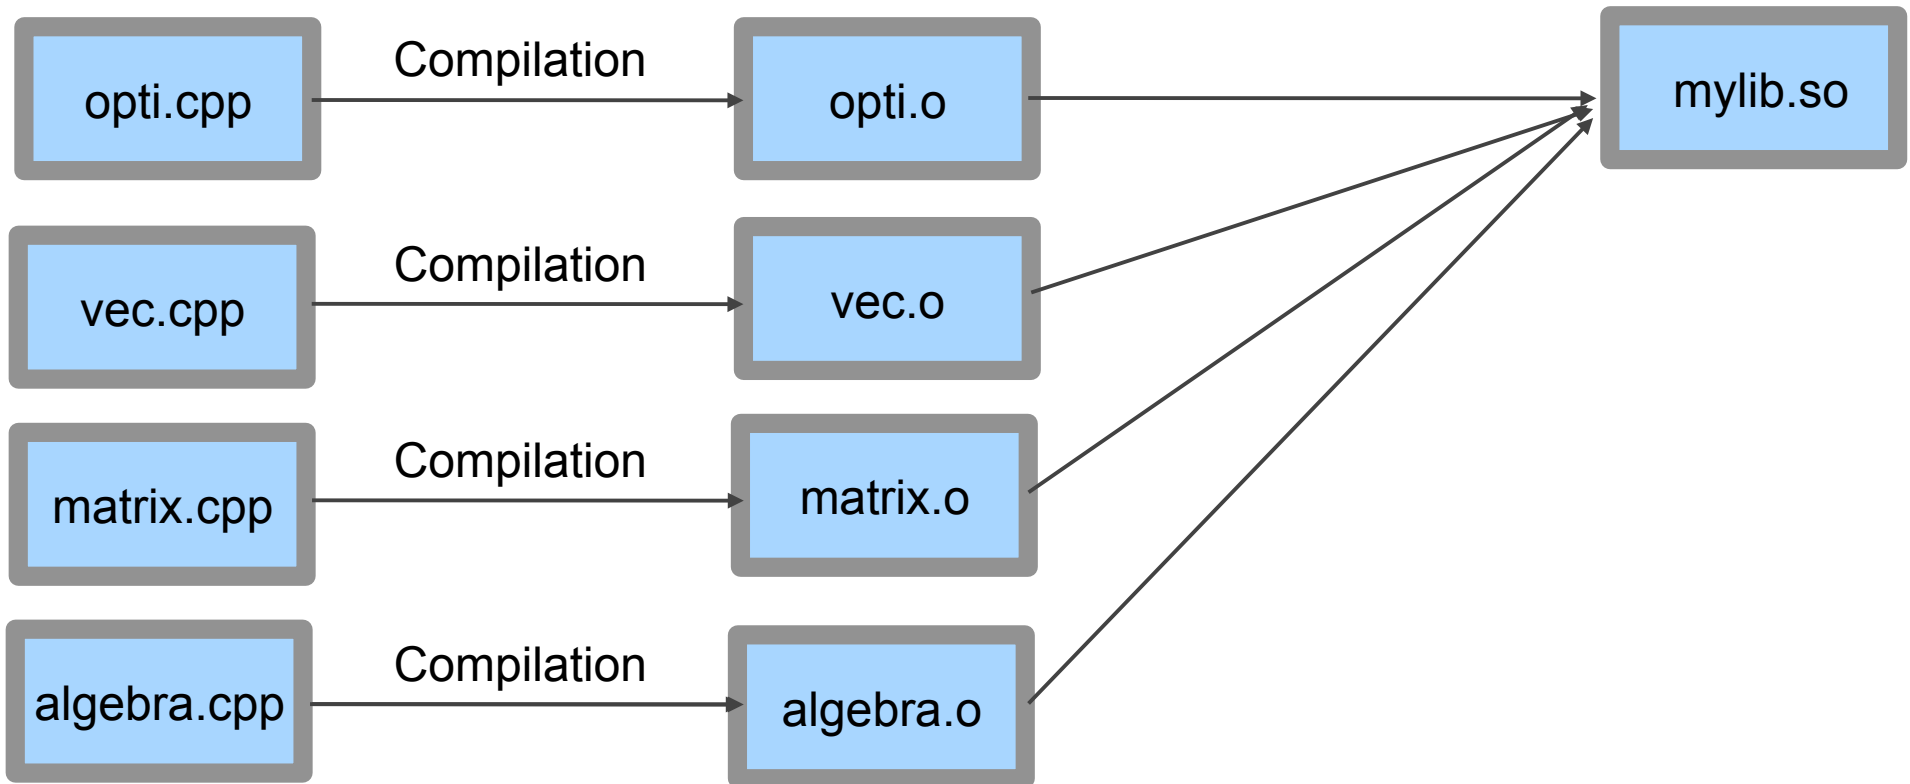 opti.cpp
Compilation
opti.o
mylib.so
vec.cpp
Compilation
vec.o
matrix.cpp
Compilation
matrix.o
algebra.cpp
Compilation
algebra.o